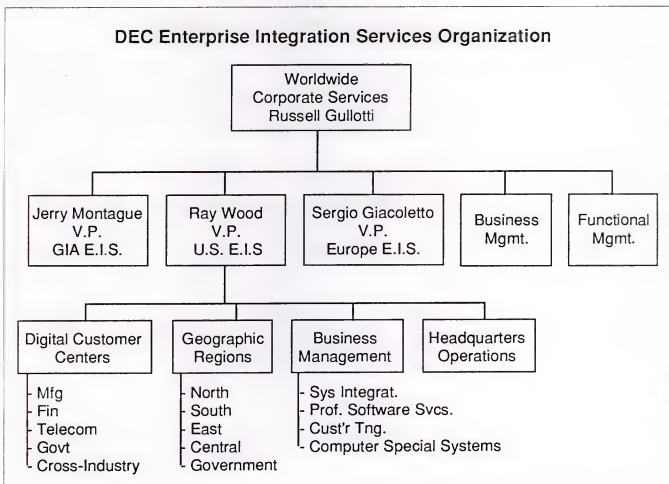 DEC Enterprise Integration Services Organization
Worldwide
Corporate Services
Russell Gullotti
Jerry Montague
V.P.
GIA E.I.S.
Ray Wood
V.P.
U.S. E.I.S
Sergio Giacoletto
V.P.
Europe E.I.S.
Business
Mgmt.
Functional
Mgmt.
Digital Customer
Centers
- Mfg
- Fin
- Telecom
- Govt
- Cross-Industry
Geographic
Regions
- North
- South
- East
- Central
- Government
Business
Management
- Sys Integrat.
- Prof. Software Svcs.
- Cust'r Tng.
- Computer Special Systems
Headquarters
Operations